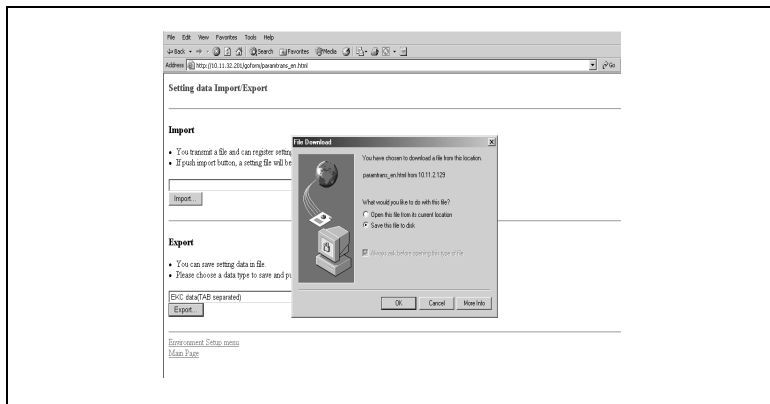 File Edit View Favorites Tools Help
Back Search Favorites Media
Address http://10.11.32.201/goform/paramtrans_en.html Go
Setting data Import/Export
Import
• You transmit a file and can register setting
• If push import button, a setting file will be
Import...
Export
• You can save setting data in file.
• Please choose a data type to save and pu
EKC data(TAB separated)
Export...
Environment Setup menu
Main Page
File Download
You have chosen to download a file from this location.
paramtrans_en.html from 10.11.2.129
What would you like to do with this file?
Open this file from its current location
Save this file to disk
Always ask before opening this type of file
OK Cancel More Info